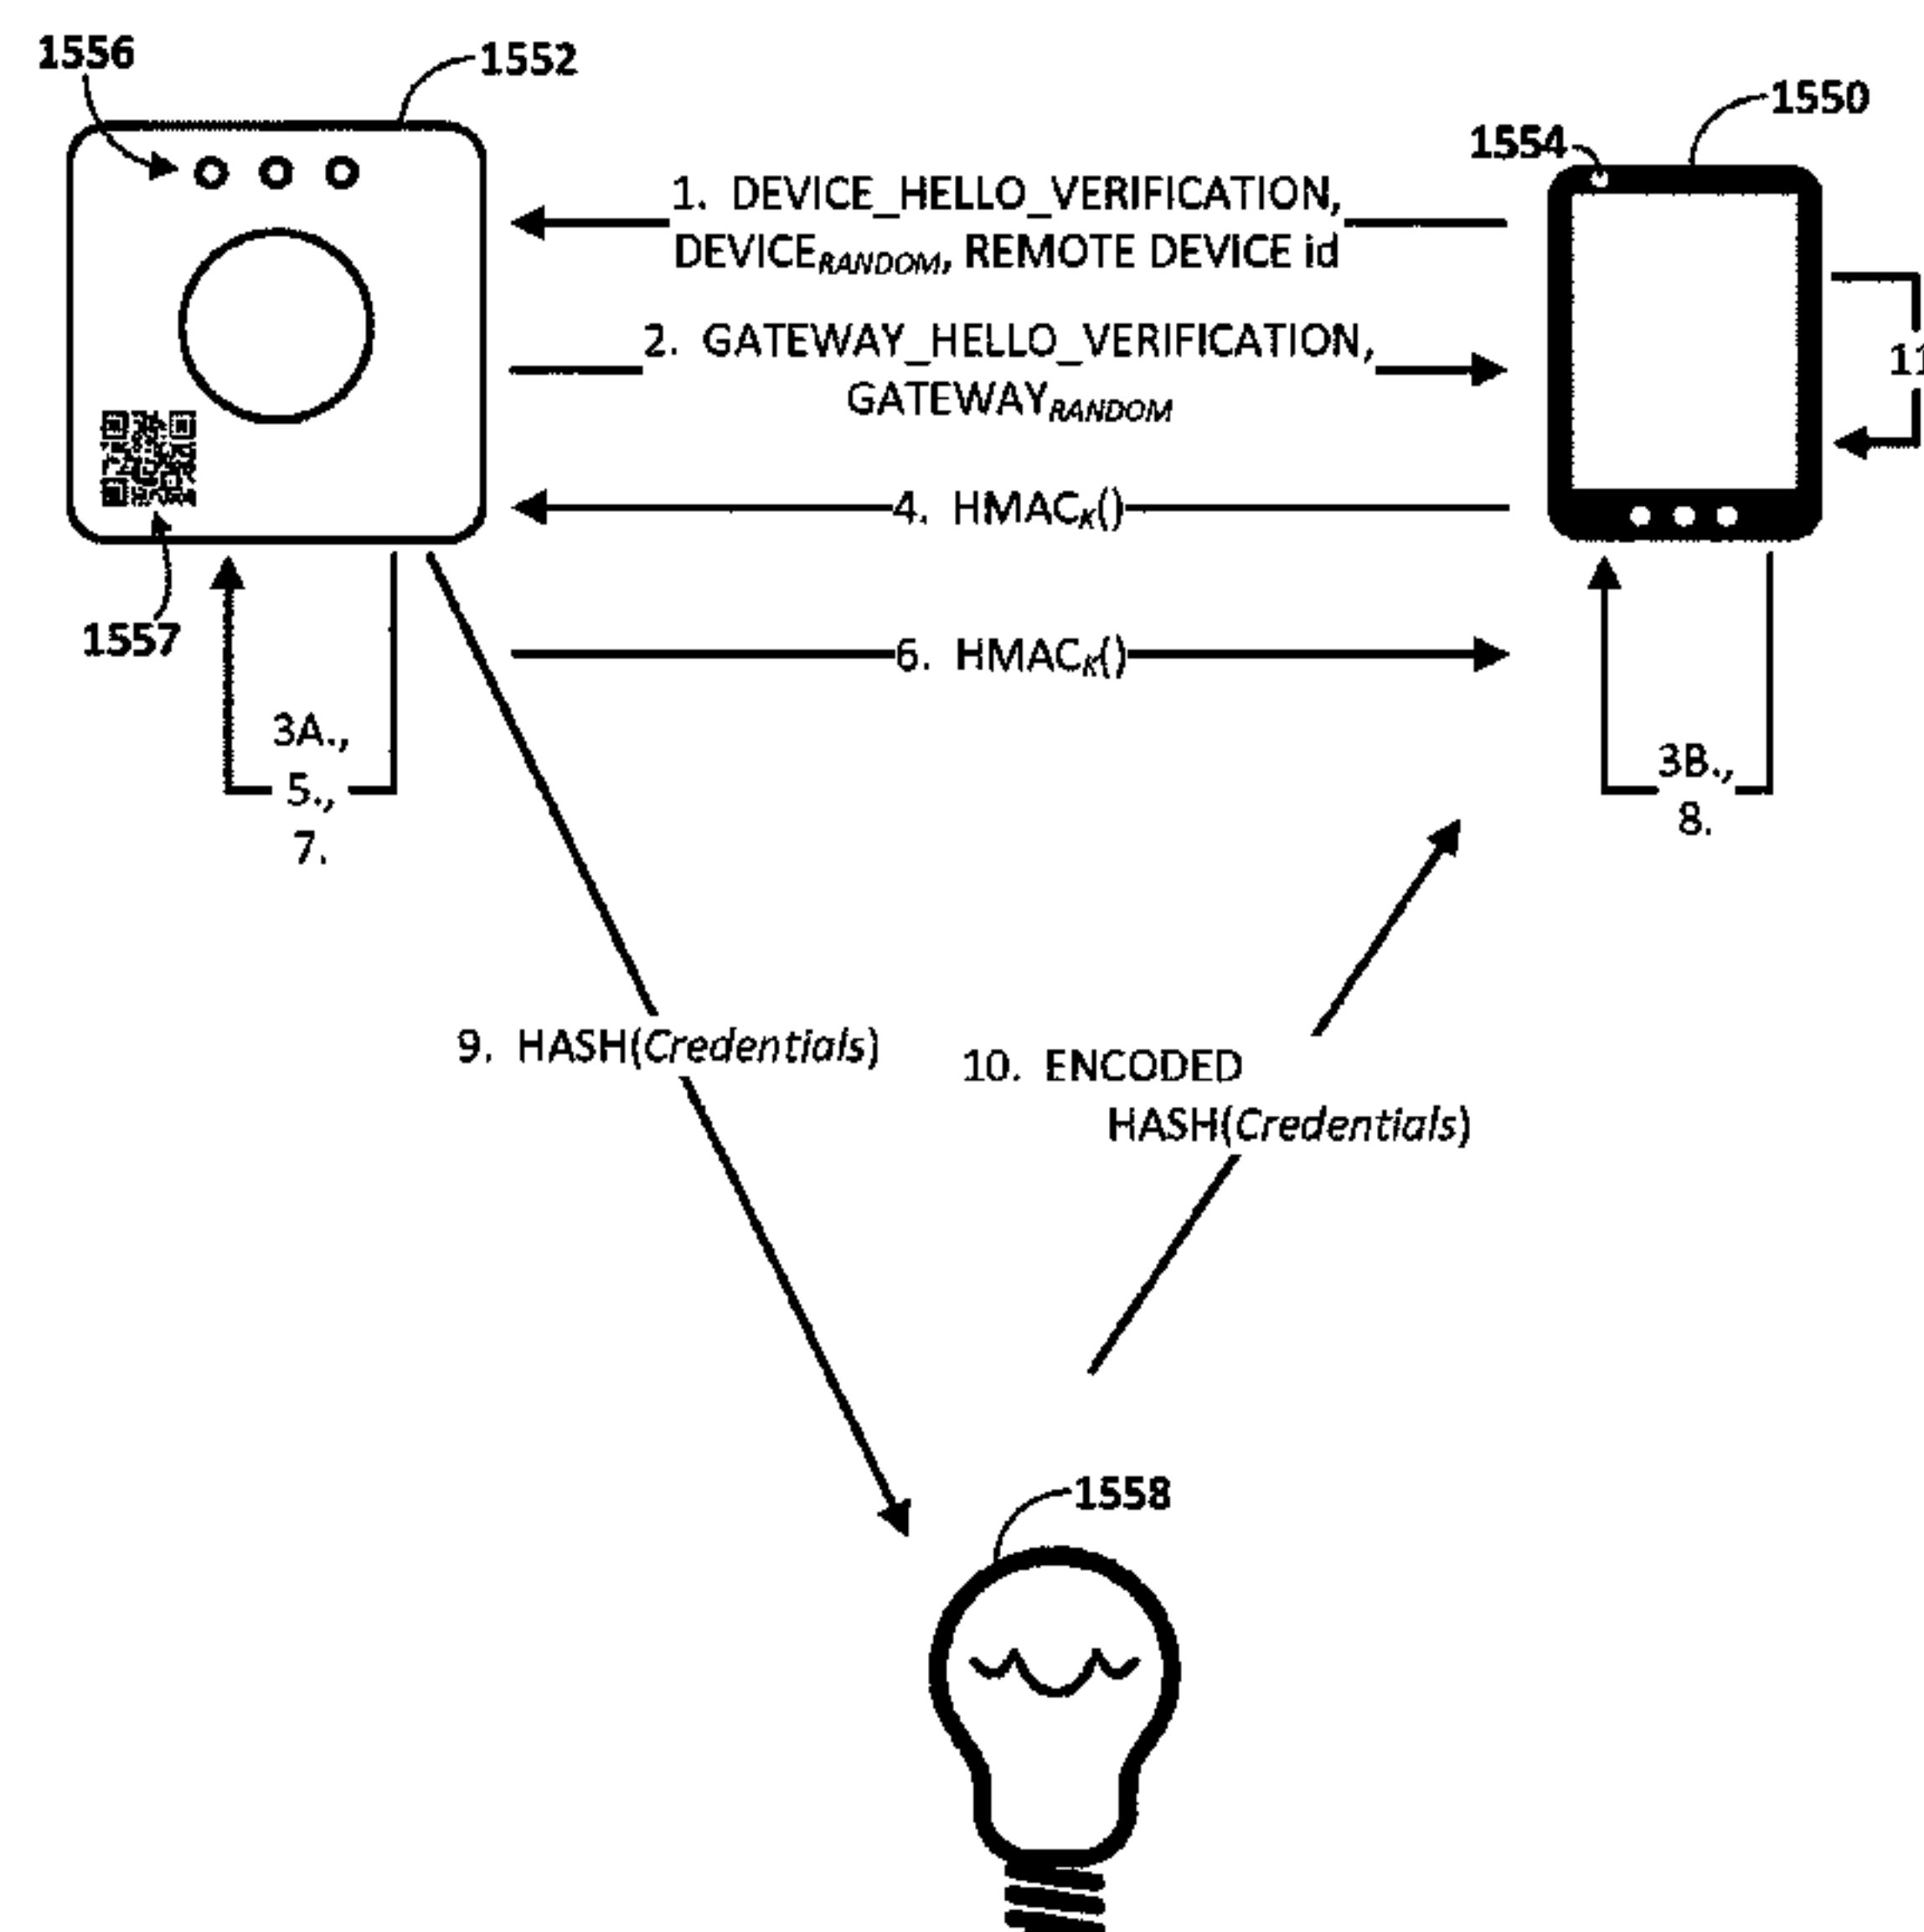 1556
1552
1550
1554
1. DEVICE_HELLO_VERIFICATION,
DEVICERANDOM, REMOTE DEVICE id
2. GATEWAY_HELLO_VERIFICATION,
GATEWAYRANDOM
11
4. HMACK()
1557
6. HMACK()
3A.,
5.,
7.
3B.,
8.
9. HASH(Credentials)
10. ENCODED
HASH(Credentials)
1558